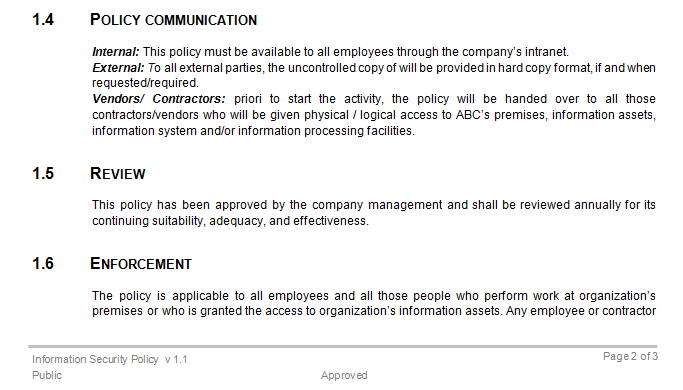 1.4 POLICY COMMUNICATION
Internal: This policy must be available to all employees through the company's intranet.
External: To all external parties, the uncontrolled copy of will be provided in hard copy format, if and when
requested/required.
Vendors/ Contractors: priori to start the activity, the policy will be handed over to all those
contractors/vendors who will be given physical / logical access to ABC's premises, information assets,
information system and/or information processing facilities.
1.5 REVIEW
This policy has been approved by the company management and shall be reviewed annually for its
continuing suitability, adequacy, and effectiveness.
1.6 ENFORCEMENT
The policy is applicable to all employees and all those people who perform work at organization's
premises or who is granted the access to organization's information assets. Any employee or contractor
Information Security Policy v 1.1 Page 2 of 3
Public Approved